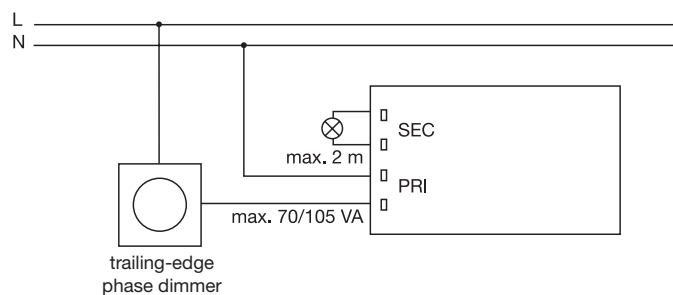 L
N
SEC
max. 2 m
PRI
max. 70/105 VA
trailing-edge
phase dimmer